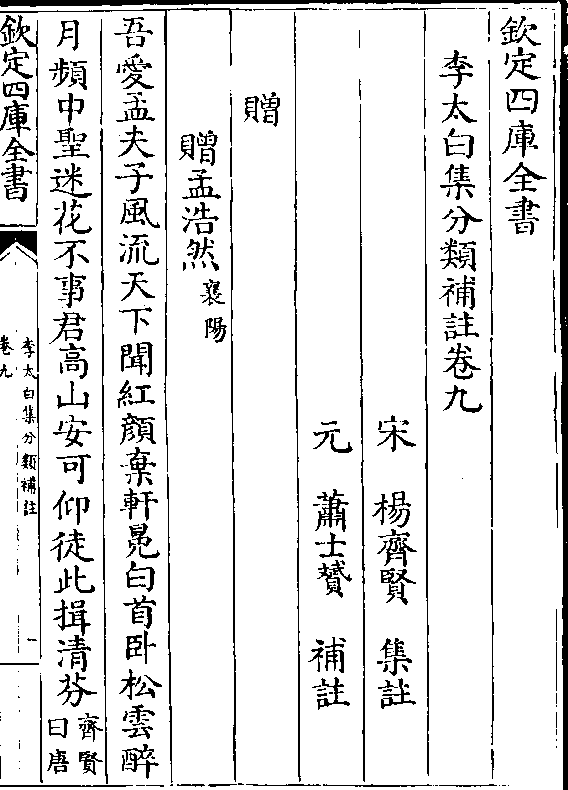 欽定四庫全書
李太白集分類補註卷九
宋 楊齊賢 集註
元 蕭士贇 補註
贈
贈孟浩然襄陽
吾愛孟夫子風流天下聞紅顔棄軒冕白首卧松雲醉
月頻中聖迷花不事君高山安可仰徒此揖清芬齊賢
曰唐
欽定四庫全書
李太白集分類補註
卷九
一